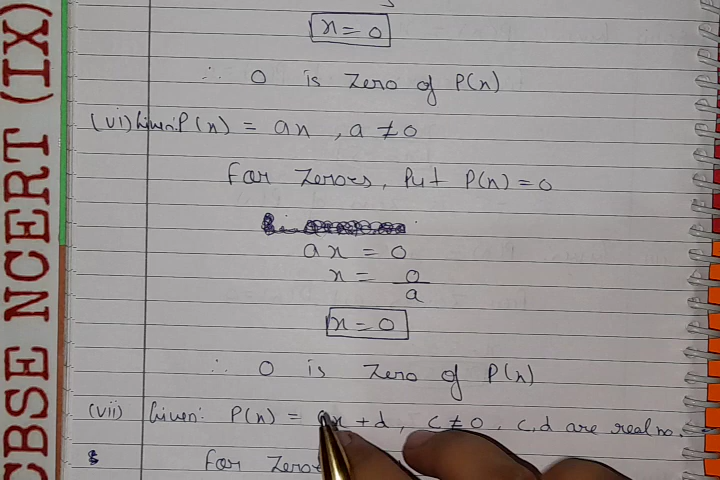 x = 0
∴ 0 is Zero of P(x)
(vi) Given: P(x) = ax , a ≠ 0
For Zeroes, Put P(x) = 0
ax = 0
x = 0/a
x = 0
∴ 0 is Zero of P(x)
(vii) Given: P(x) = x + d, c ≠ 0, c,d are real no.
For
CBSE NCERT (IX)